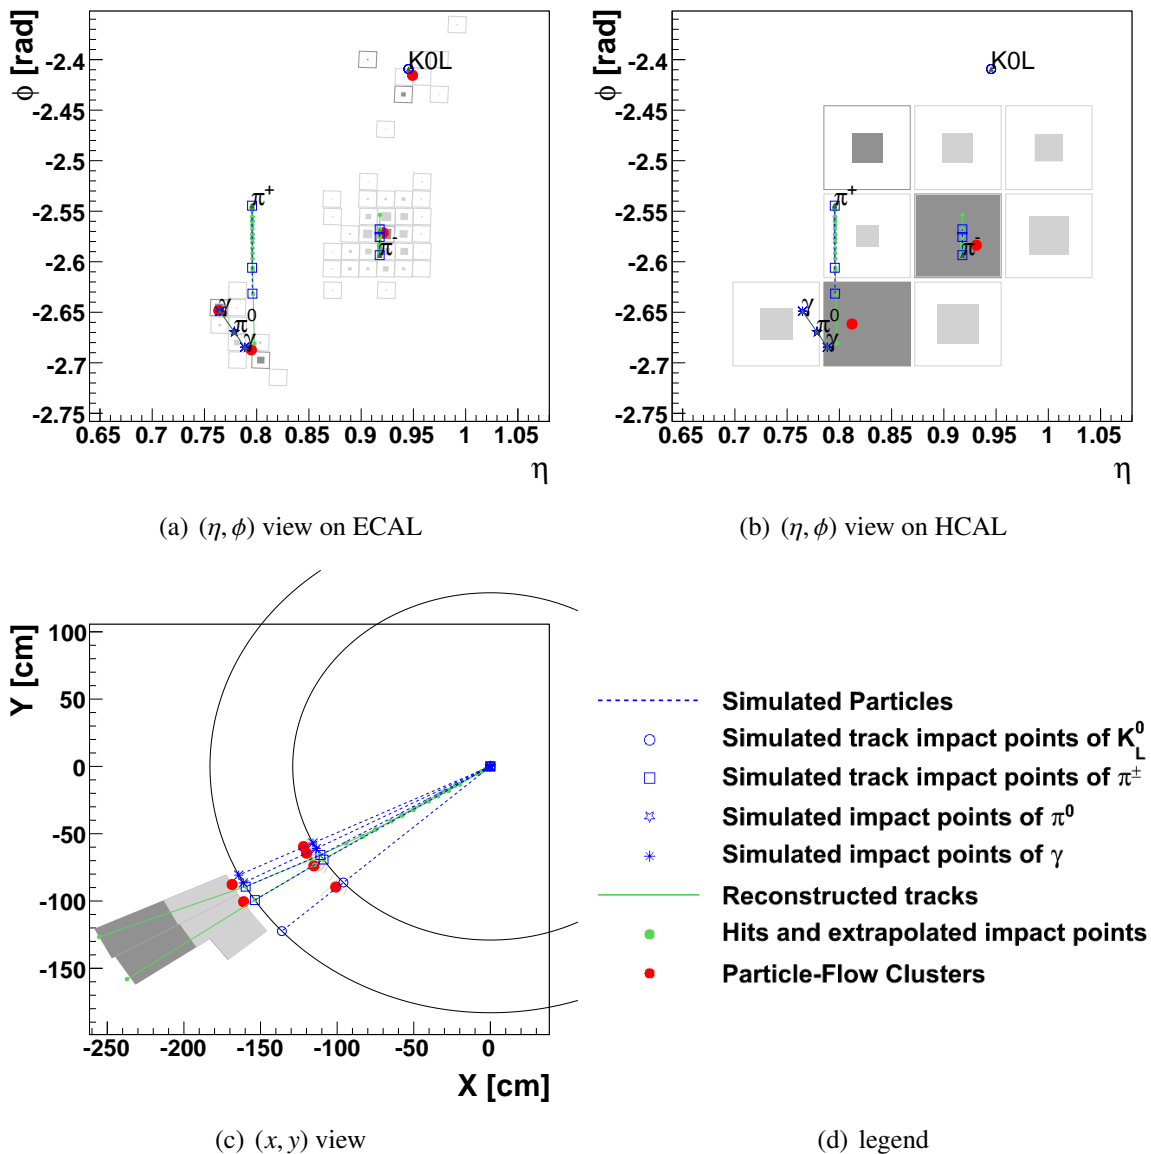 φ [rad]
-2.4
-2.45
-2.5
-2.55
-2.6
-2.65
-2.7
-2.75
K0L
π+
π-
γ
π0
γ
0.65 0.7 0.75 0.8 0.85 0.9 0.95 1 1.05
η
(a) (η, φ) view on ECAL
φ [rad]
-2.4
-2.45
-2.5
-2.55
-2.6
-2.65
-2.7
-2.75
K0L
π+
π-
γ
π0
γ
0.65 0.7 0.75 0.8 0.85 0.9 0.95 1 1.05
η
(b) (η, φ) view on HCAL
Y [cm]
100
50
0
-50
-100
-150
-250 -200 -150 -100 -50 0
X [cm]
(c) (x, y) view
Simulated Particles
Simulated track impact points of K0L
Simulated track impact points of π±
Simulated impact points of π0
Simulated impact points of γ
Reconstructed tracks
Hits and extrapolated impact points
Particle-Flow Clusters
(d) legend